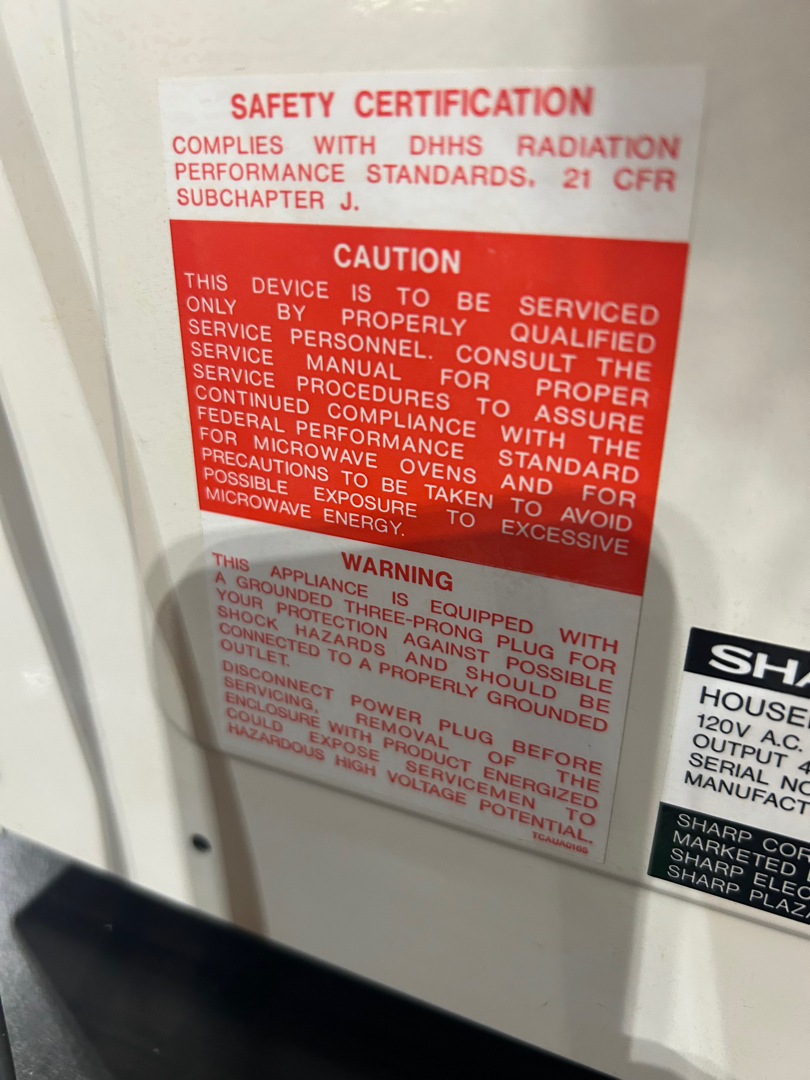 SAFETY CERTIFICATION
COMPLIES WITH DHHS RADIATION
PERFORMANCE STANDARDS. 21 CFR
SUBCHAPTER J.
CAUTION
THIS DEVICE IS TO BE SERVICED
ONLY BY PROPERLY QUALIFIED
SERVICE PERSONNEL. CONSULT THE
SERVICE MANUAL FOR PROPER
SERVICE PROCEDURES TO ASSURE
CONTINUED COMPLIANCE WITH THE
FEDERAL PERFORMANCE STANDARD
FOR MICROWAVE OVENS AND FOR
PRECAUTIONS TO BE TAKEN TO AVOID
POSSIBLE EXPOSURE TO EXCESSIVE
MICROWAVE ENERGY.
WARNING
THIS APPLIANCE IS EQUIPPED WITH
A GROUNDED THREE-PRONG PLUG FOR
YOUR PROTECTION AGAINST POSSIBLE
SHOCK HAZARDS AND SHOULD BE
CONNECTED TO A PROPERLY GROUNDED
OUTLET.
DISCONNECT POWER PLUG BEFORE
SERVICING. REMOVAL OF THE
ENCLOSURE WITH PRODUCT ENERGIZED
COULD EXPOSE SERVICEMEN TO
HAZARDOUS HIGH VOLTAGE POTENTIAL.
SHA
HOUSE
120V A.C.
OUTPUT 4
SERIAL NO
MANUFACT
SHARP COR
MARKETED
SHARP ELEC
SHARP PLAZ